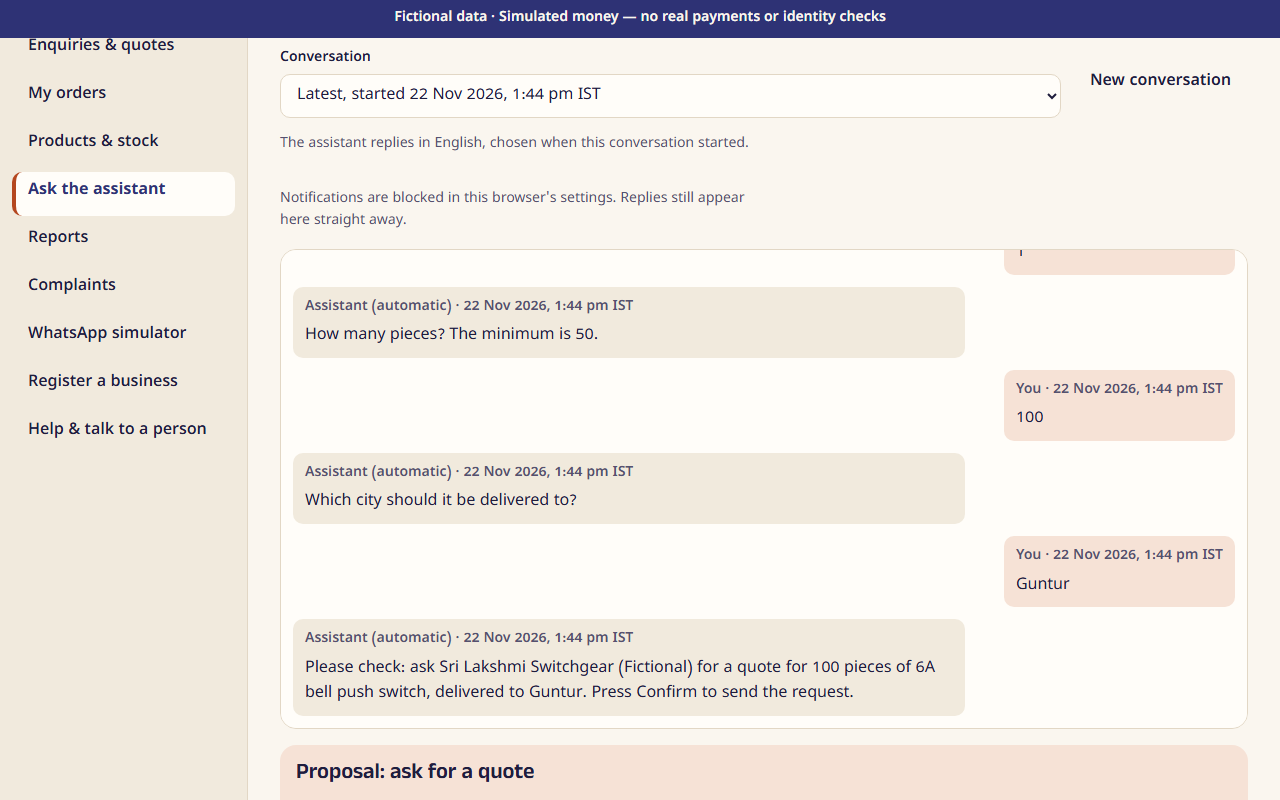 Fictional data · Simulated money — no real payments or identity checks
Enquiries & quotes
My orders
Products & stock
Ask the assistant
Reports
Complaints
WhatsApp simulator
Register a business
Help & talk to a person
Conversation
Latest, started 22 Nov 2026, 1:44 pm IST
New conversation
The assistant replies in English, chosen when this conversation started.
Notifications are blocked in this browser's settings. Replies still appear
here straight away.
Assistant (automatic) · 22 Nov 2026, 1:44 pm IST
How many pieces? The minimum is 50.
You · 22 Nov 2026, 1:44 pm IST
100
Assistant (automatic) · 22 Nov 2026, 1:44 pm IST
Which city should it be delivered to?
You · 22 Nov 2026, 1:44 pm IST
Guntur
Assistant (automatic) · 22 Nov 2026, 1:44 pm IST
Please check: ask Sri Lakshmi Switchgear (Fictional) for a quote for 100 pieces of 6A
bell push switch, delivered to Guntur. Press Confirm to send the request.
Proposal: ask for a quote